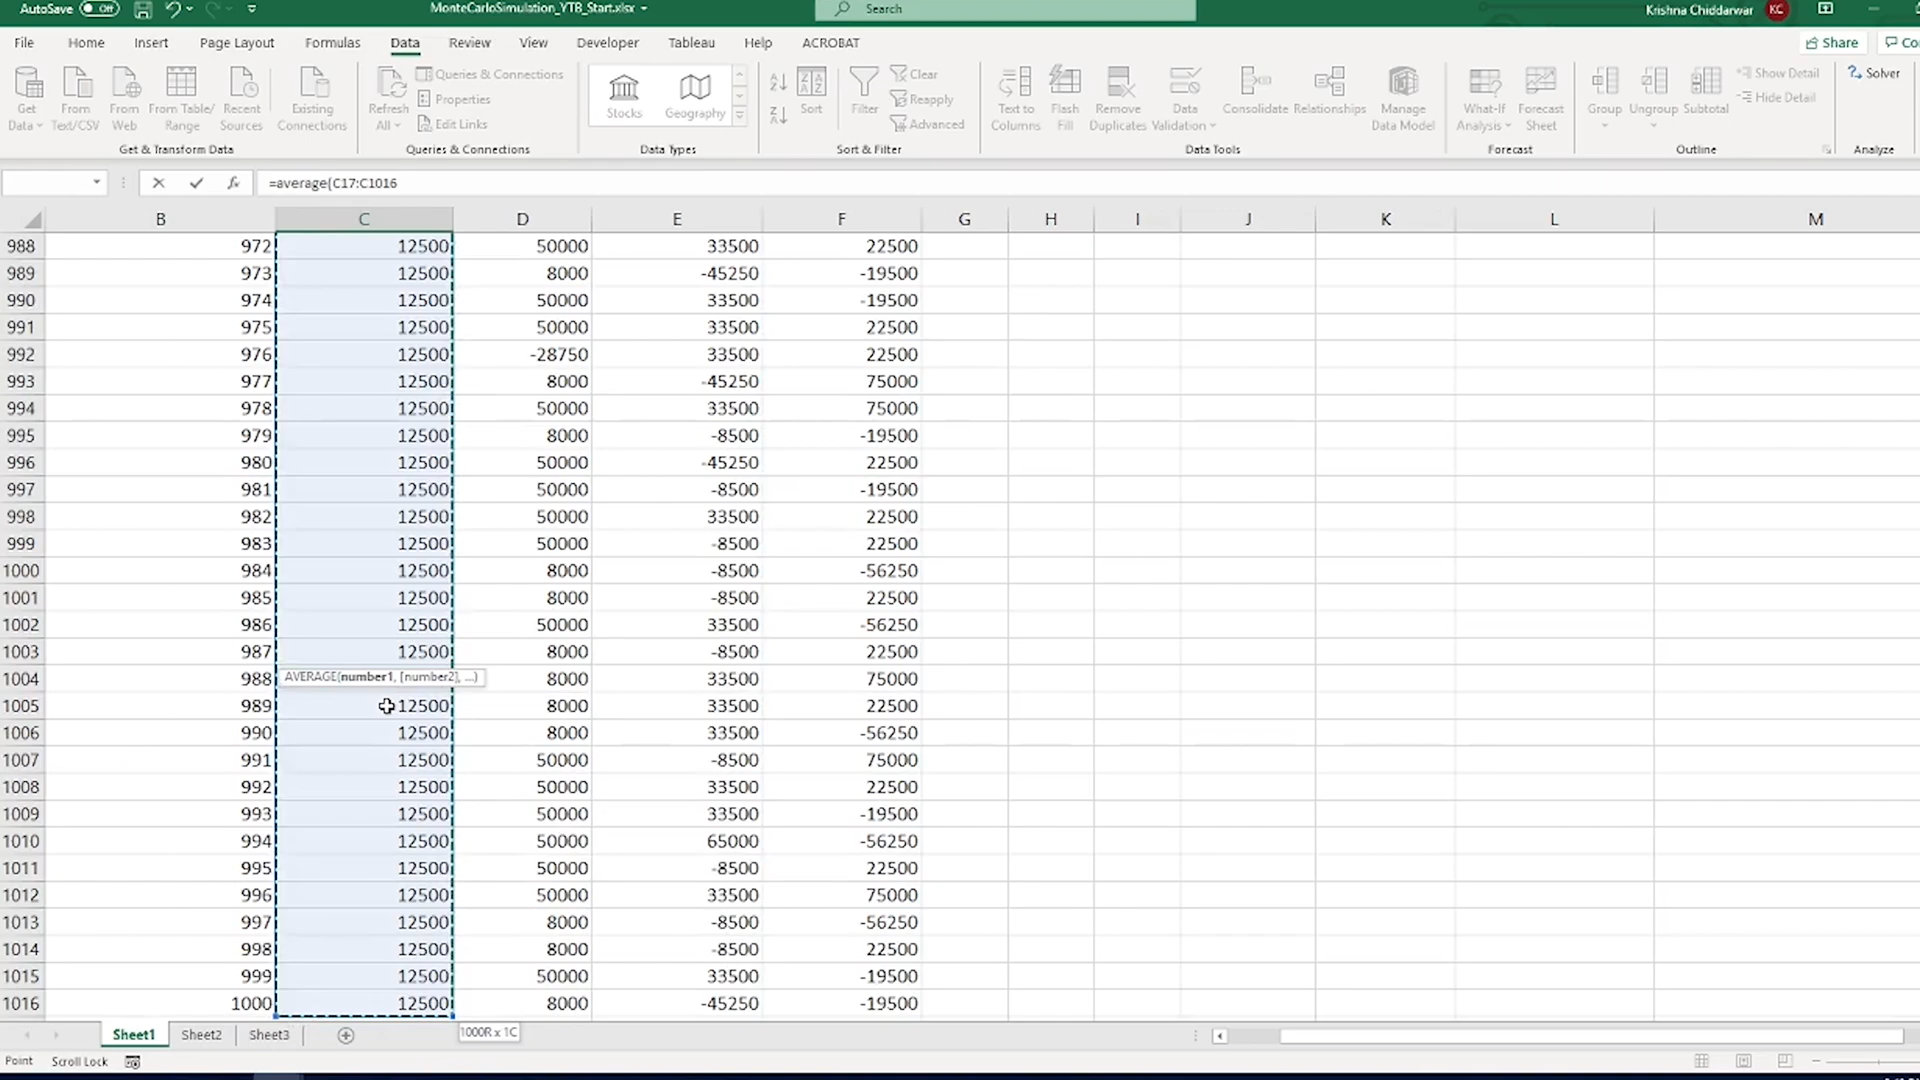 AutoSave Off MonteCarloSimulation_YTB_Start.xlsx Search Krishna Chiddarwar KC
File Home Insert Page Layout Formulas Data Review View Developer Tableau Help ACROBAT Share
Get Data From Text/CSV From Web From Table/ Range Recent Sources Existing Connections
Get & Transform Data
Refresh All Queries & Connections Properties Edit Links
Queries & Connections
Stocks Geography
Data Types
Sort Filter Clear Reapply Advanced
Sort & Filter
Text to Columns Flash Fill Remove Duplicates Data Validation Consolidate Relationships Manage Data Model
Data Tools
What-If Analysis Forecast Sheet
Forecast
Group Ungroup Subtotal Show Detail Hide Detail
Outline
Solver
Analyze
fx =average(C17:C1016
B C D E F G H I J K L M
988 972 12500 50000 33500 22500
989 973 12500 8000 -45250 -19500
990 974 12500 50000 33500 -19500
991 975 12500 50000 33500 22500
992 976 12500 -28750 33500 22500
993 977 12500 8000 -45250 75000
994 978 12500 50000 33500 75000
995 979 12500 8000 -8500 -19500
996 980 12500 50000 -45250 22500
997 981 12500 50000 -8500 -19500
998 982 12500 50000 33500 22500
999 983 12500 50000 -8500 22500
1000 984 12500 8000 -8500 -56250
1001 985 12500 8000 -8500 22500
1002 986 12500 50000 33500 -56250
1003 987 12500 8000 -8500 22500
1004 988 AVERAGE(number1, [number2], ...) 8000 33500 75000
1005 989 12500 8000 33500 22500
1006 990 12500 8000 33500 -56250
1007 991 12500 50000 -8500 75000
1008 992 12500 50000 33500 22500
1009 993 12500 50000 33500 -19500
1010 994 12500 50000 65000 -56250
1011 995 12500 50000 -8500 22500
1012 996 12500 50000 33500 75000
1013 997 12500 8000 -8500 -56250
1014 998 12500 8000 -8500 22500
1015 999 12500 50000 33500 -19500
1016 1000 12500 8000 -45250 -19500
Sheet1 Sheet2 Sheet3 1000R x 1C
Point Scroll Lock